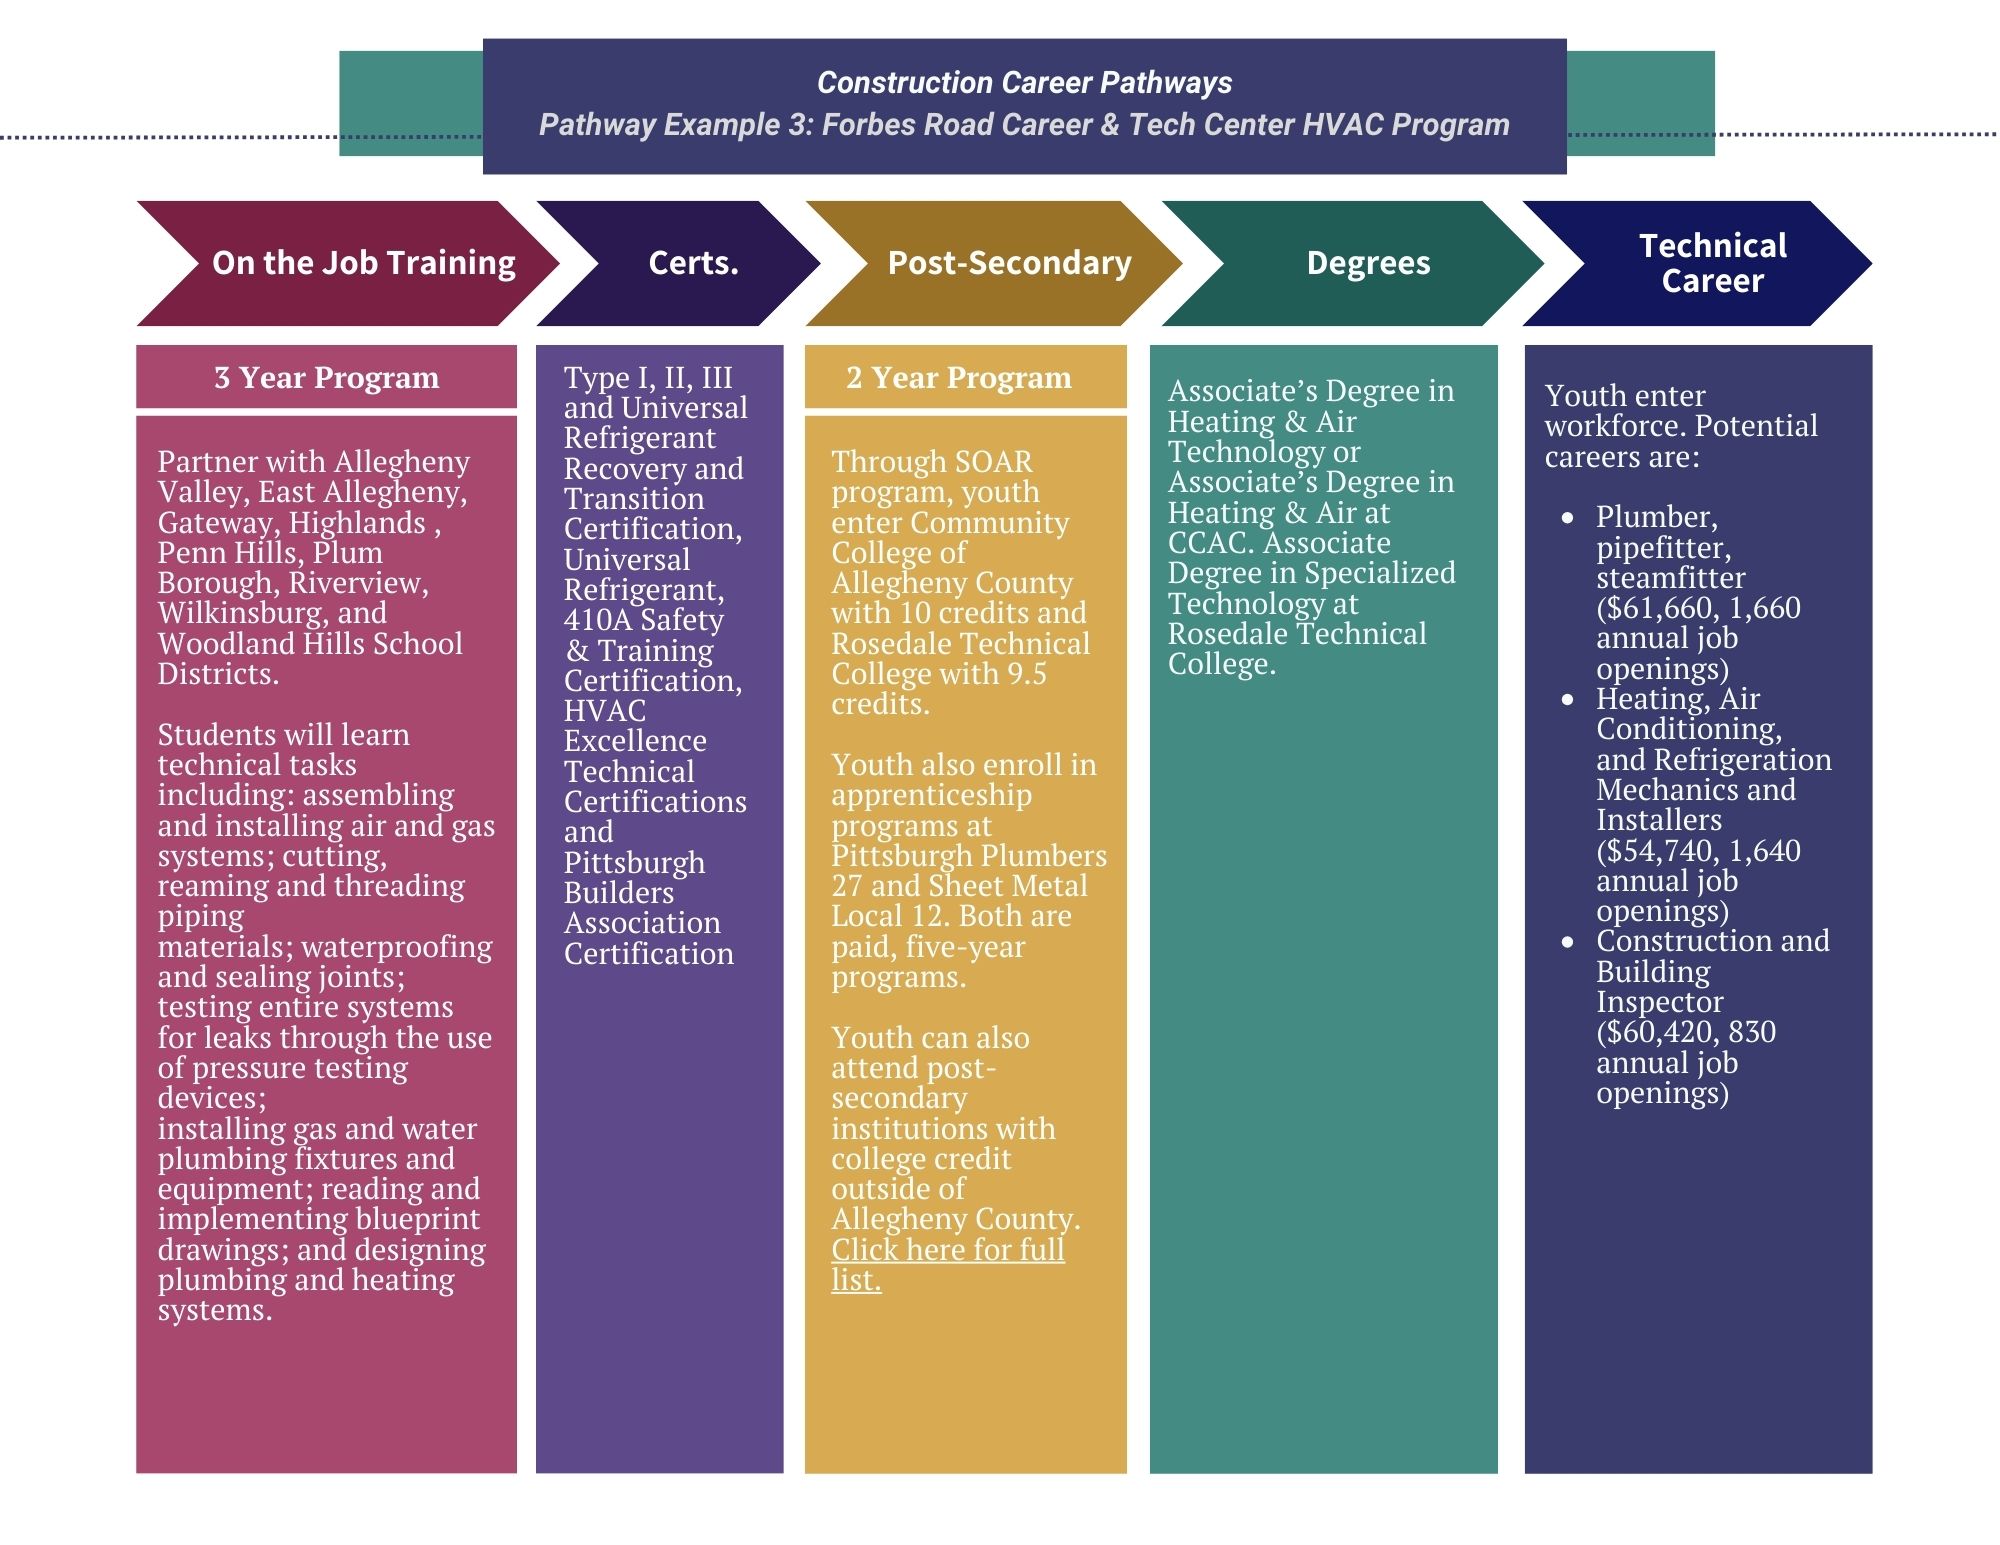 Construction Career Pathways
Pathway Example 3: Forbes Road Career & Tech Center HVAC Program
On the Job Training
Certs.
Post-Secondary
Degrees
Technical
Career
3 Year Program
Partner with Allegheny
Valley, East Allegheny,
Gateway, Highlands ,
Penn Hills, Plum
Borough, Riverview,
Wilkinsburg, and
Woodland Hills School
Districts.
Students will learn
technical tasks
including: assembling
and installing air and gas
systems; cutting,
reaming and threading
piping
materials; waterproofing
and sealing joints;
testing entire systems
for leaks through the use
of pressure testing
devices;
installing gas and water
plumbing fixtures and
equipment; reading and
implementing blueprint
drawings; and designing
plumbing and heating
systems.
Type I, II, III
and Universal
Refrigerant
Recovery and
Transition
Certification,
Universal
Refrigerant,
410A Safety
& Training
Certification,
HVAC
Excellence
Technical
Certifications
and
Pittsburgh
Builders
Association
Certification
2 Year Program
Through SOAR
program, youth
enter Community
College of
Allegheny County
with 10 credits and
Rosedale Technical
College with 9.5
credits.
Youth also enroll in
apprenticeship
programs at
Pittsburgh Plumbers
27 and Sheet Metal
Local 12. Both are
paid, five-year
programs.
Youth can also
attend post-
secondary
institutions with
college credit
outside of
Allegheny County.
Click here for full
list.
Associate’s Degree in
Heating & Air
Technology or
Associate’s Degree in
Heating & Air at
CCAC. Associate
Degree in Specialized
Technology at
Rosedale Technical
College.
Youth enter
workforce. Potential
careers are:
• Plumber,
pipefitter,
steamfitter
($61,660, 1,660
annual job
openings)
• Heating, Air
Conditioning,
and Refrigeration
Mechanics and
Installers
($54,740, 1,640
annual job
openings)
• Construction and
Building
Inspector
($60,420, 830
annual job
openings)